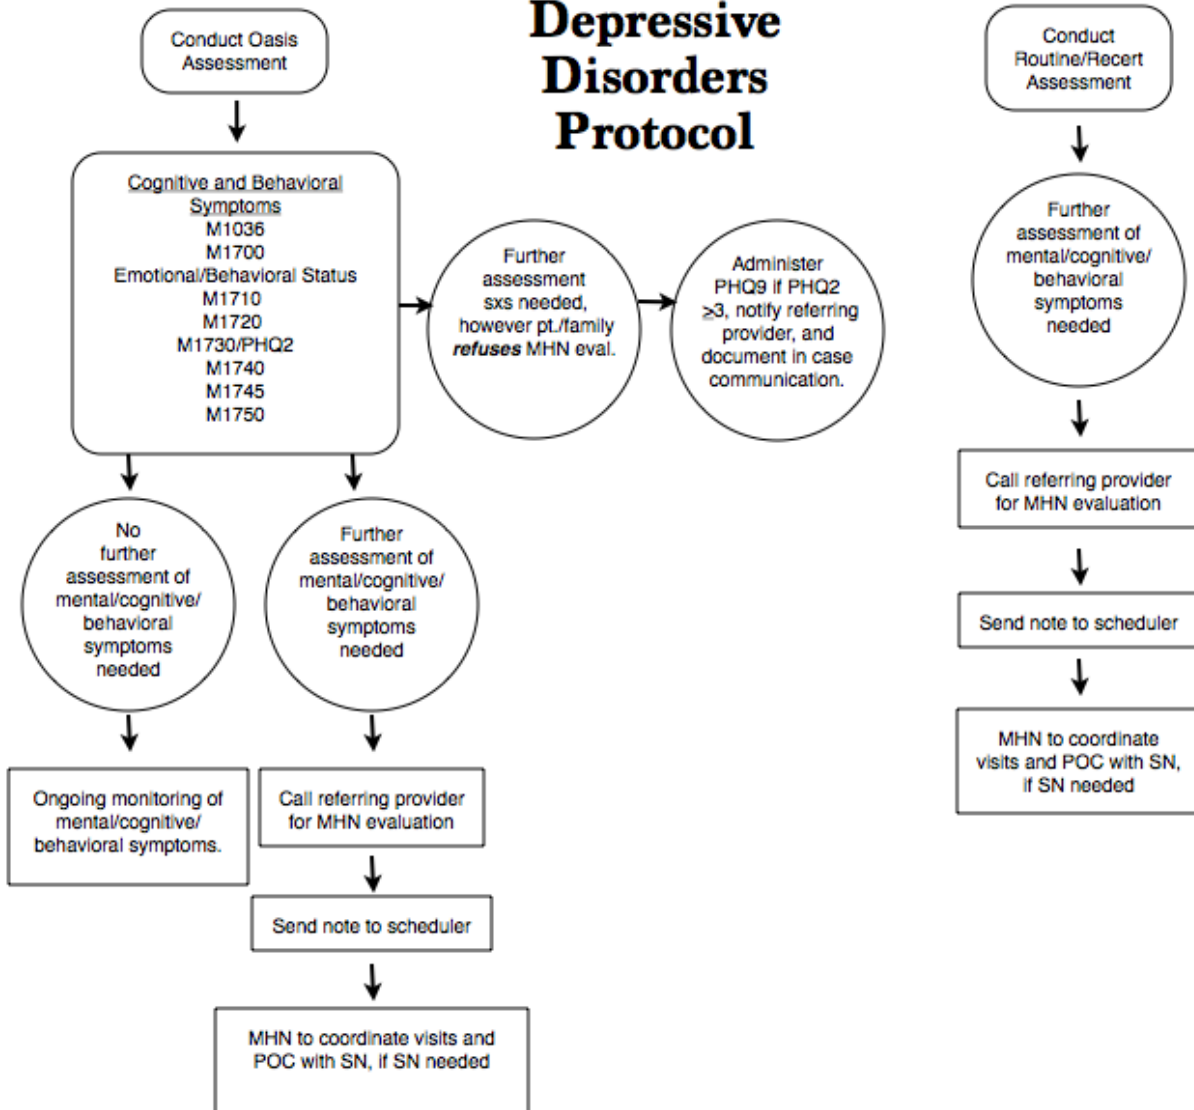 Depressive
Disorders
Protocol
Conduct Oasis
Assessment
Cognitive and Behavioral
Symptoms
M1036
M1700
Emotional/Behavioral Status
M1710
M1720
M1730/PHQ2
M1740
M1745
M1750
Further
assessment
sxs needed,
however pt./family
refuses MHN eval.
Administer
PHQ9 if PHQ2
≥3, notify referring
provider, and
document in case
communication.
No
further
assessment of
mental/cognitive/
behavioral
symptoms
needed
Ongoing monitoring of
mental/cognitive/
behavioral symptoms.
Further
assessment of
mental/cognitive/
behavioral
symptoms
needed
Call referring provider
for MHN evaluation
Send note to scheduler
MHN to coordinate visits and
POC with SN, if SN needed
Conduct
Routine/Recert
Assessment
Further
assessment of
mental/cognitive/
behavioral
symptoms
needed
Call referring provider
for MHN evaluation
Send note to scheduler
MHN to coordinate
visits and POC with SN,
if SN needed